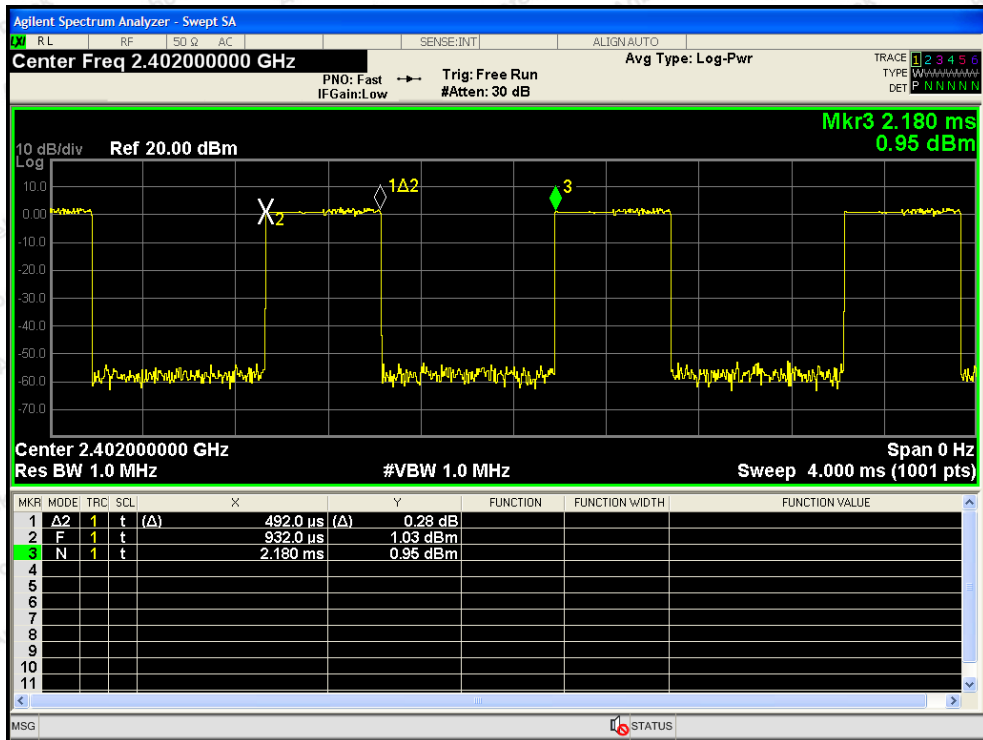 Agilent Spectrum Analyzer - Swept SA
LXI RL RF 50 Ω AC SENSE:INT ALIGNAUTO
Center Freq 2.402000000 GHz
PNO: Fast
IFGain:Low
Trig: Free Run
#Atten: 30 dB
Avg Type: Log-Pwr
TRACE 1 2 3 4 5 6
TYPE WWWWWW
DET P N N N N N
Mkr3 2.180 ms
0.95 dBm
10 dB/div Ref 20.00 dBm
Log
10.0
0.00
-10.0
-20.0
-30.0
-40.0
-50.0
-60.0
-70.0
X2
1Δ2
3
Center 2.402000000 GHz Span 0 Hz
Res BW 1.0 MHz #VBW 1.0 MHz Sweep 4.000 ms (1001 pts)
MKR MODE TRC SCL X Y FUNCTION FUNCTION WIDTH FUNCTION VALUE
1 Δ2 1 t (Δ) 492.0 µs (Δ) 0.28 dB
2 F 1 t 932.0 µs 1.03 dBm
3 N 1 t 2.180 ms 0.95 dBm
4
5
6
7
8
9
10
11
MSG STATUS